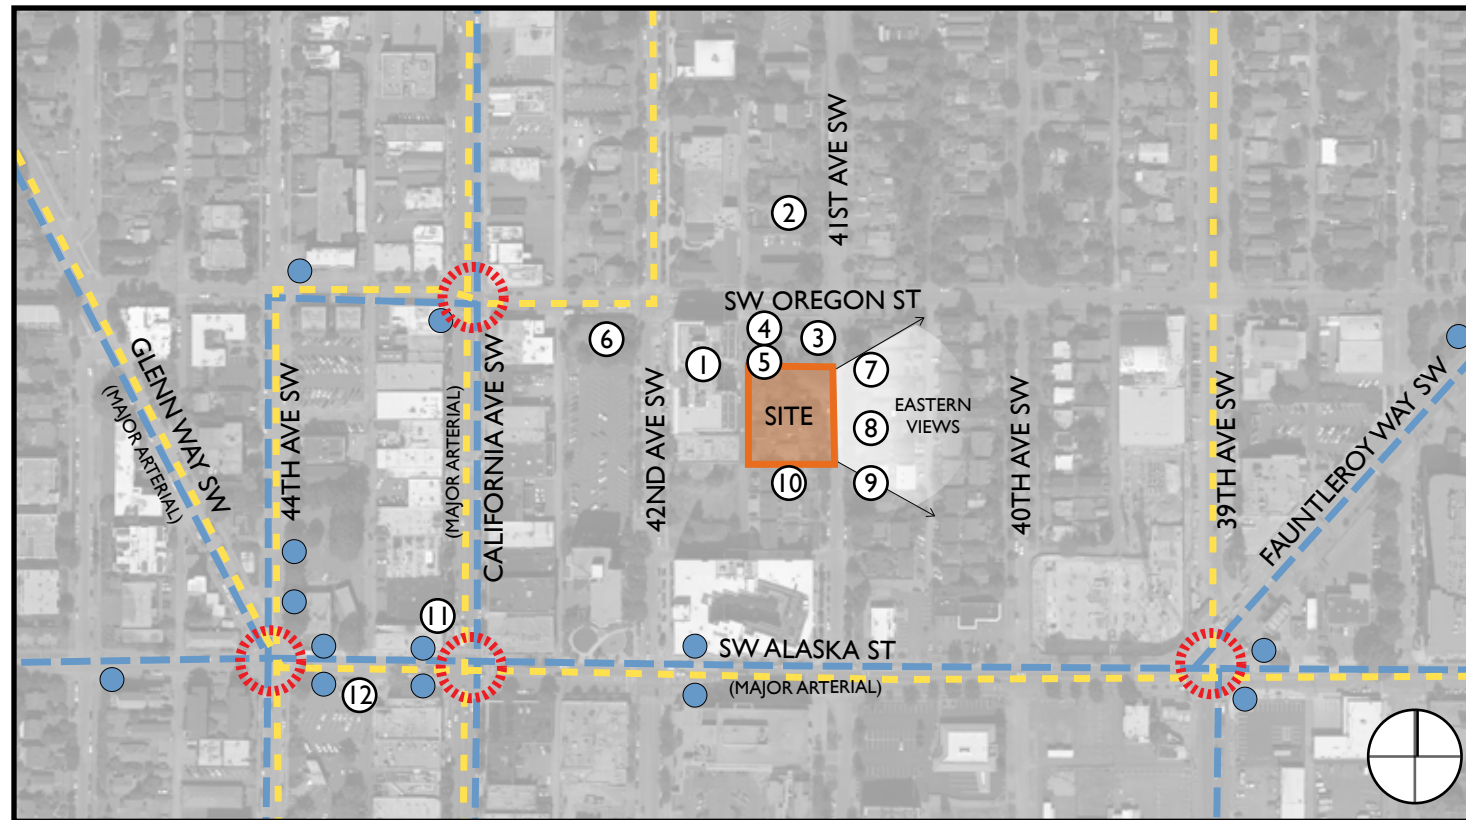 41ST AVE SW
2
SW OREGON ST
4
3
6
1
5
7
GLENN WAY SW
(MAJOR ARTERIAL)
44TH AVE SW
(MAJOR ARTERIAL)
CALIFORNIA AVE SW
42ND AVE SW
SITE
EASTERN
VIEWS
8
40TH AVE SW
39TH AVE SW
FAUNTLEROY WAY SW
10
9
11
SW ALASKA ST
(MAJOR ARTERIAL)
12